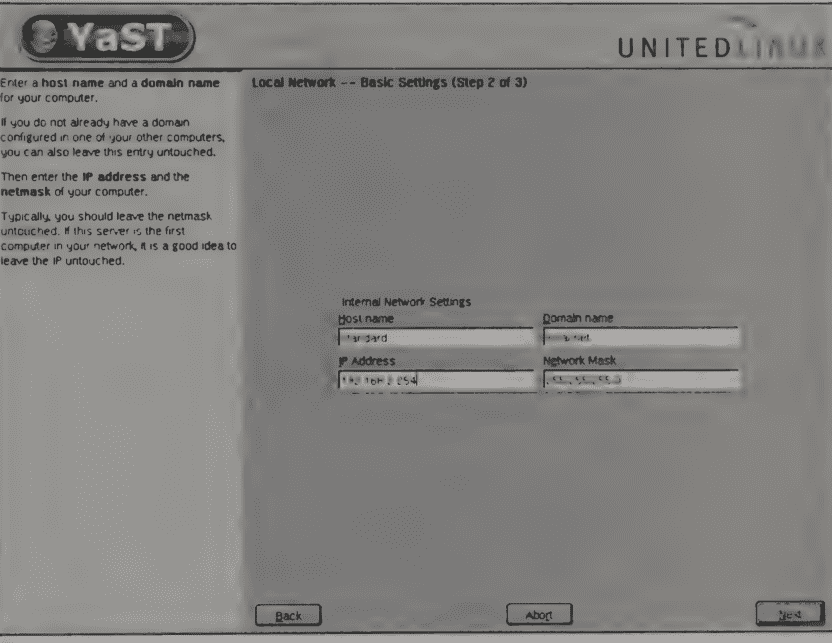 YaST
UNITEDLINUX
Enter a host name and a domain name
for your computer.
If you do not already have a domain
configured in one of your other computers,
you can also leave this entry untouched.
Then enter the IP address and the
netmask of your computer.
Typically, you should leave the netmask
untouched. If this server is the first
computer in your network, it is a good idea to
leave the IP untouched.
Local Network -- Basic Settings (Step 2 of 3)
Internal Network Settings
Host name
Domain name
IP Address
Network Mask
Back
Abort
Next